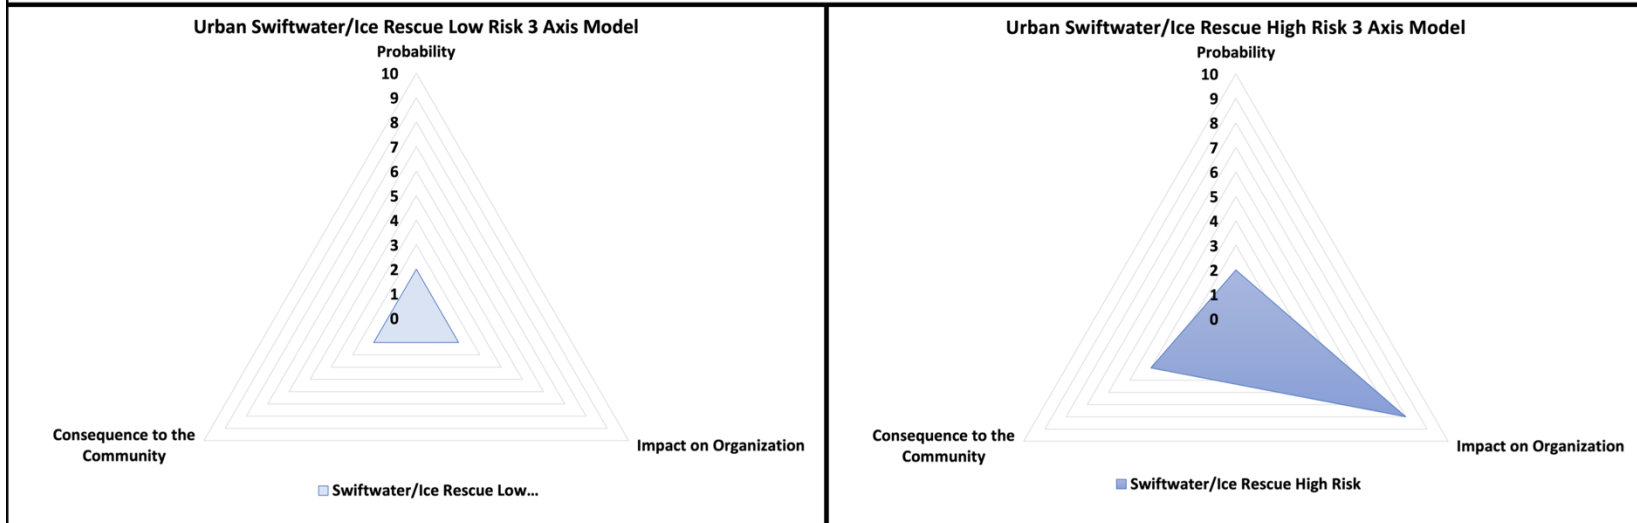 Urban Swiftwater/Ice Rescue Low Risk 3 Axis Model
Probability
10
9
8
7
6
5
4
3
2
1
0
Consequence to the
Community
Impact on Organization
Swiftwater/Ice Rescue Low...
Urban Swiftwater/Ice Rescue High Risk 3 Axis Model
Probability
10
9
8
7
6
5
4
3
2
1
0
Consequence to the
Community
Impact on Organization
Swiftwater/Ice Rescue High Risk